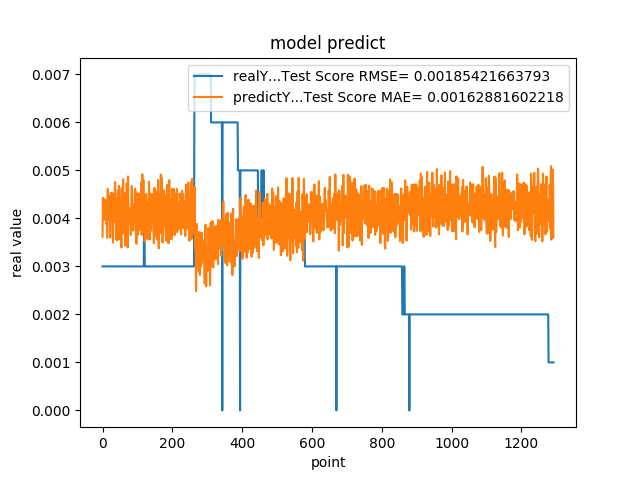 model predict
realY...Test Score RMSE= 0.00185421663793
predictY...Test Score MAE= 0.00162881602218
0.007
0.006
0.005
0.004
0.003
0.002
0.001
0.000
real value
0 200 400 600 800 1000 1200
point